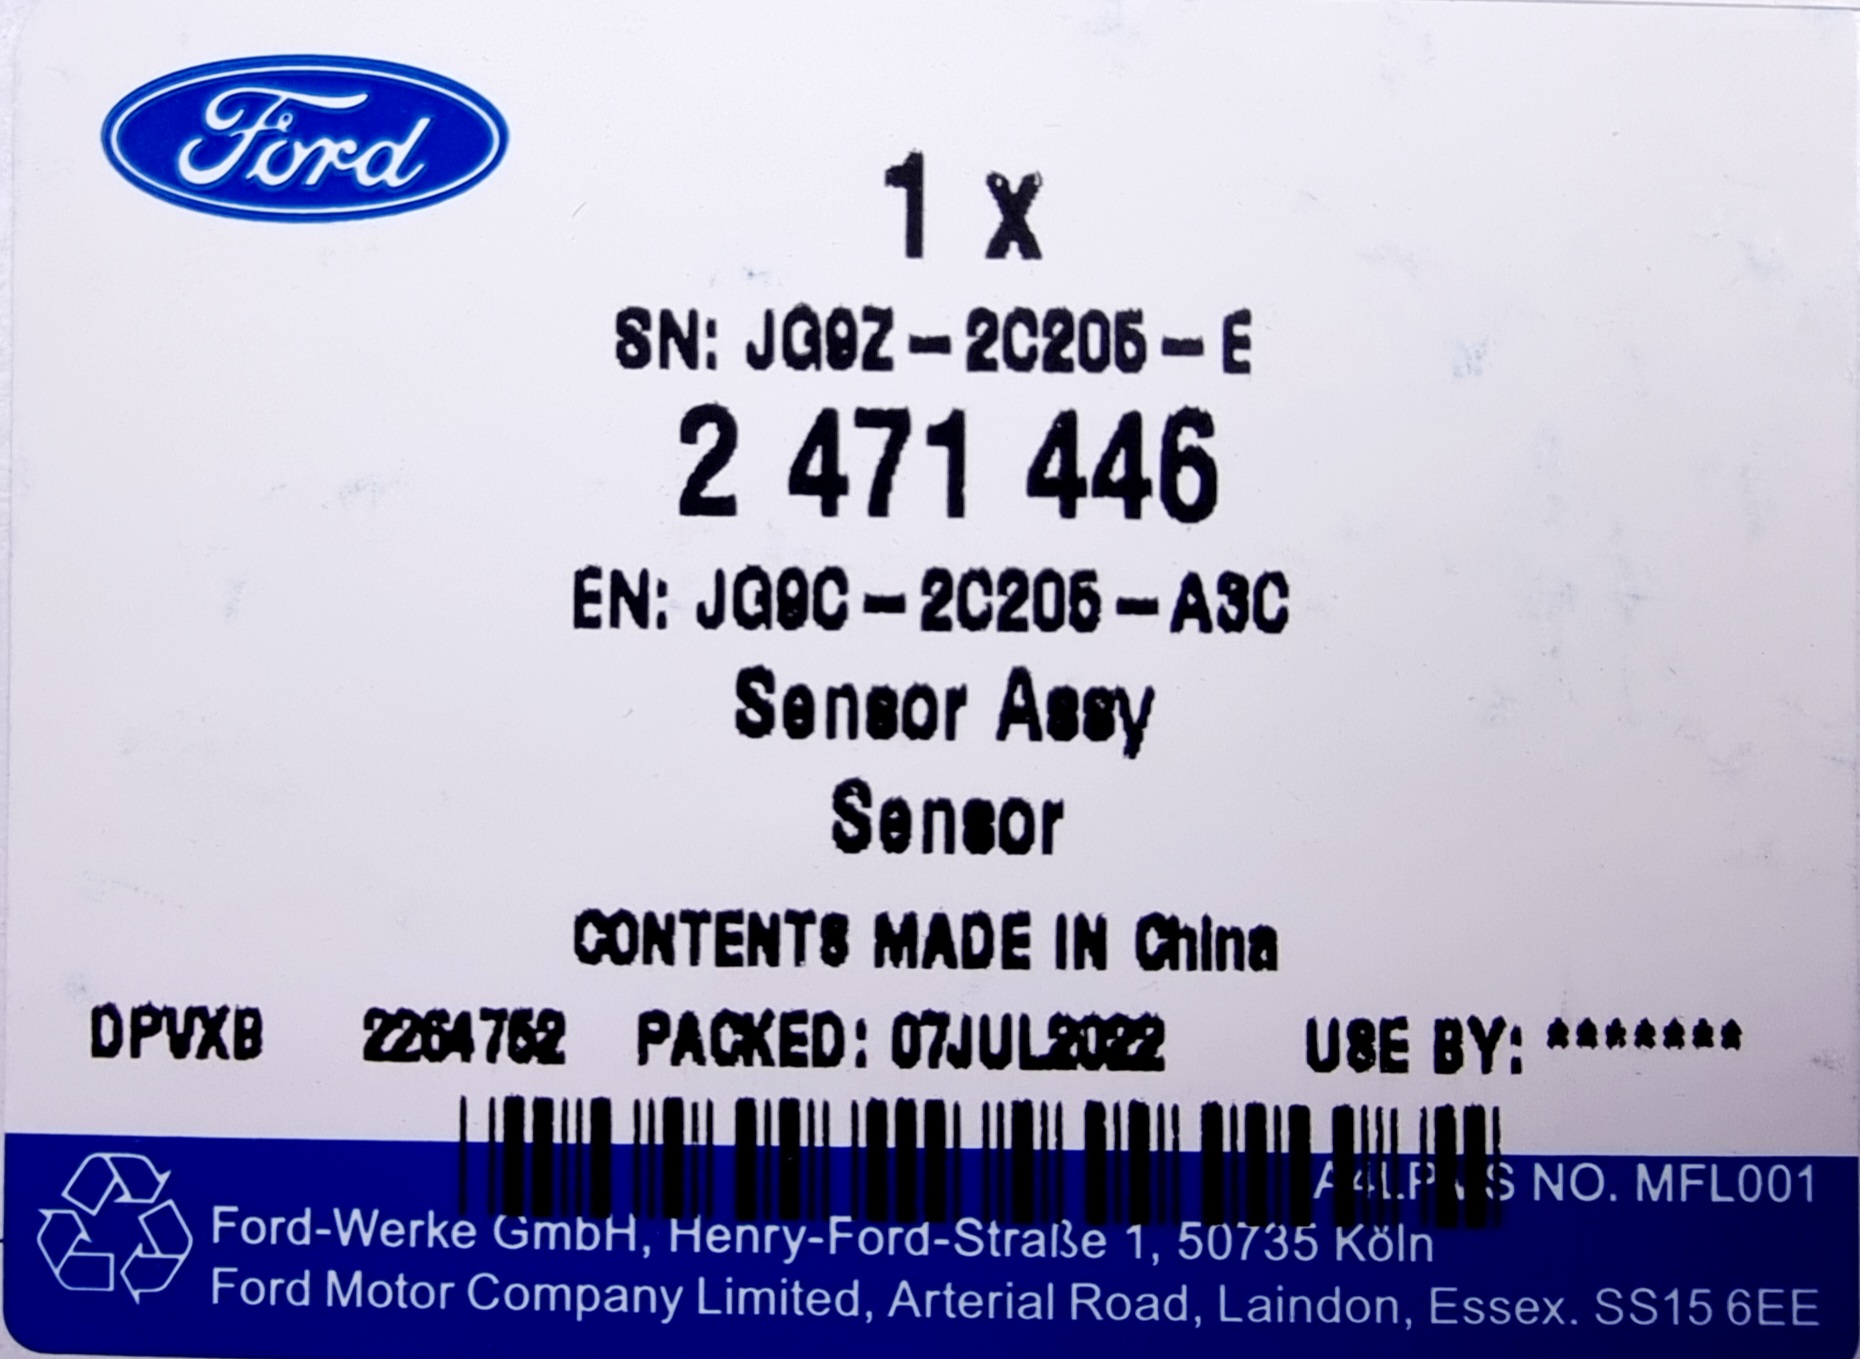 Ford
1 x
SN: JG9Z-2C205-E
2 471 446
EN: JG9C-2C205-A3C
Sensor Assy
Sensor
CONTENTS MADE IN China
DPVXB 2264752 PACKED: 07JUL2022 USE BY: *******
NO. MFL001
Ford-Werke GmbH, Henry-Ford-Straße 1, 50735 Köln
Ford Motor Company Limited, Arterial Road, Laindon, Essex. SS15 6EE